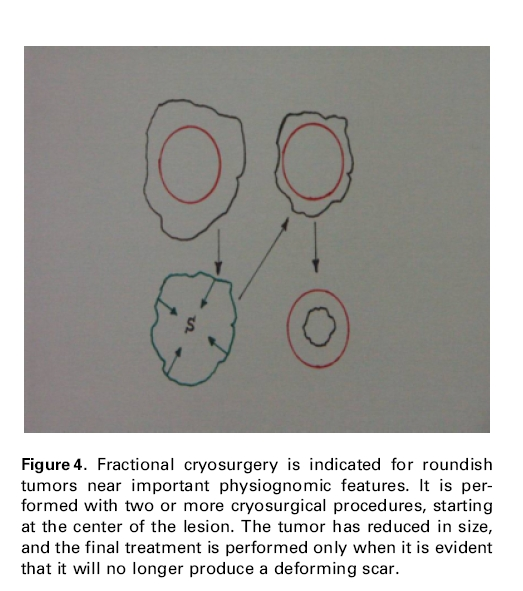 S
Figure 4. Fractional cryosurgery is indicated for roundish
tumors near important physiognomic features. It is per-
formed with two or more cryosurgical procedures, starting
at the center of the lesion. The tumor has reduced in size,
and the final treatment is performed only when it is evident
that it will no longer produce a deforming scar.